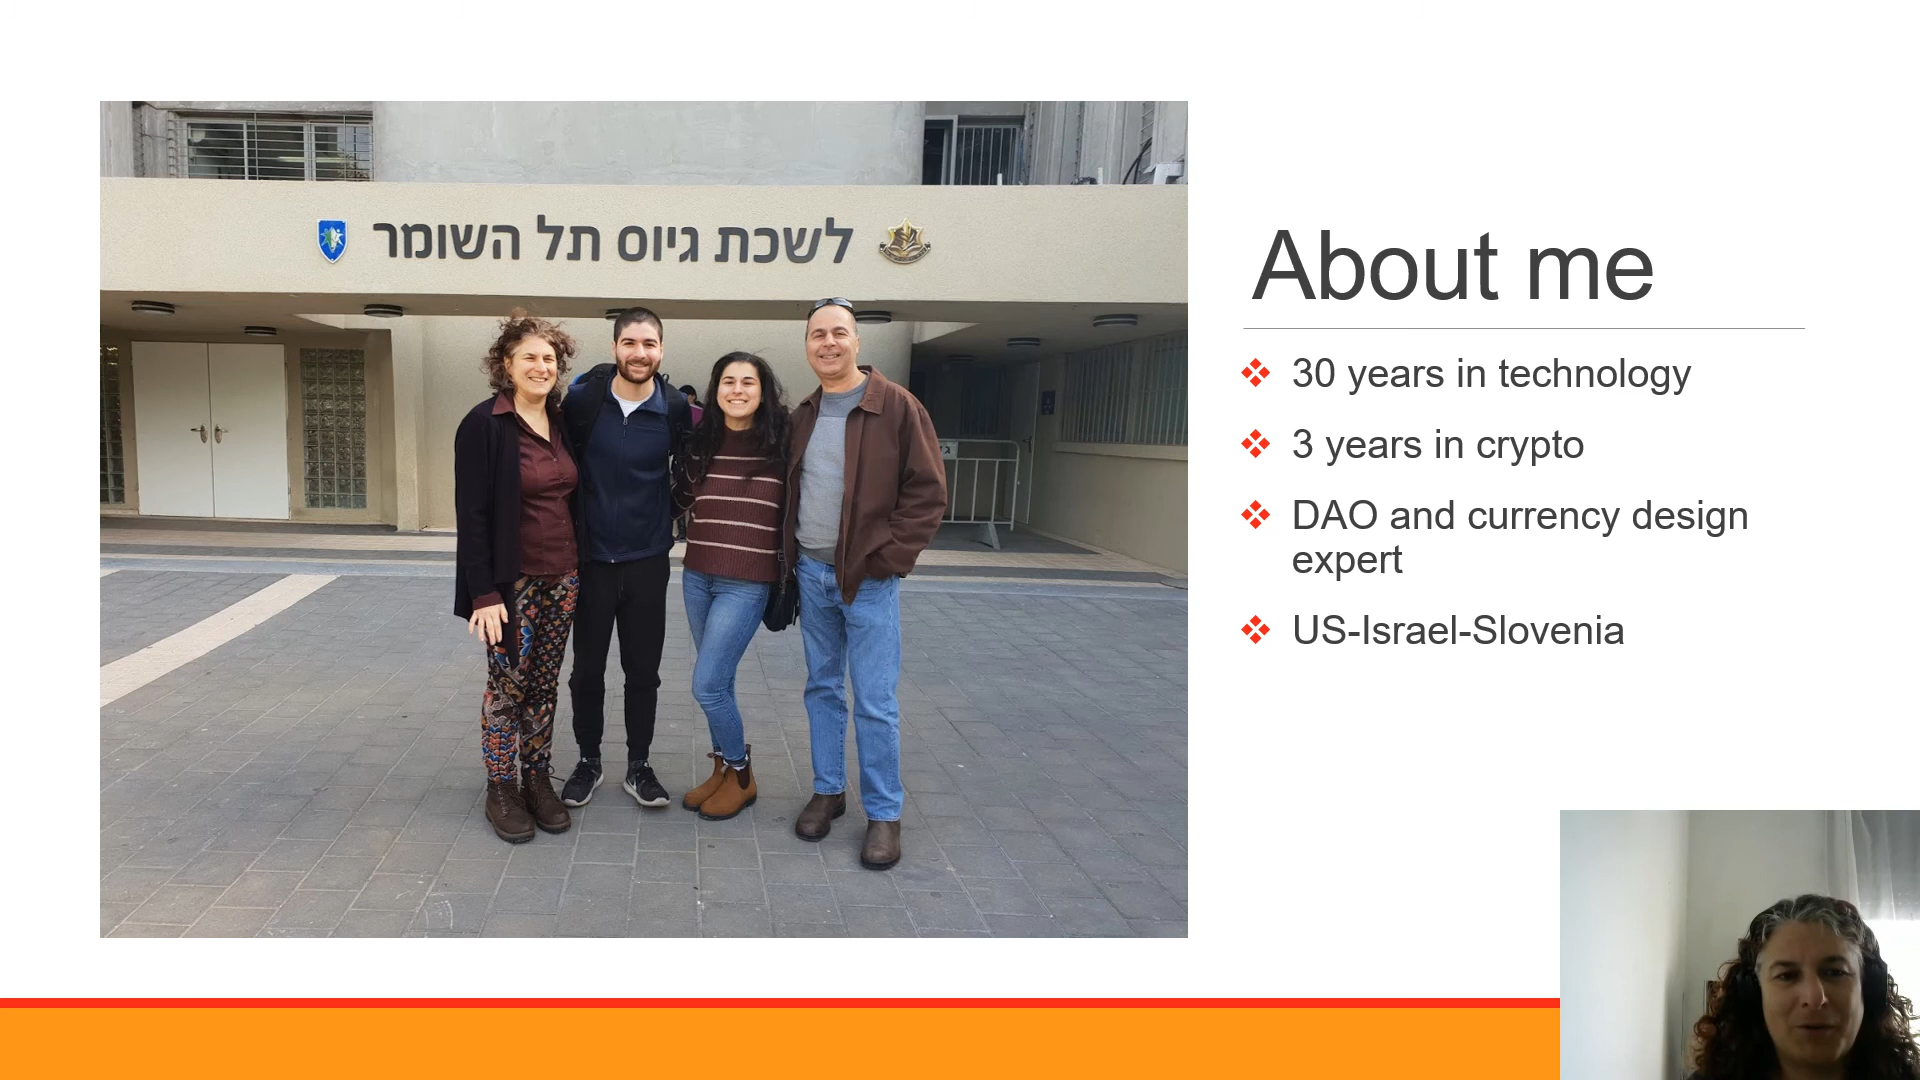 לשכת גיוס תל השומר
About me
30 years in technology
3 years in crypto
DAO and currency design
expert
US-Israel-Slovenia